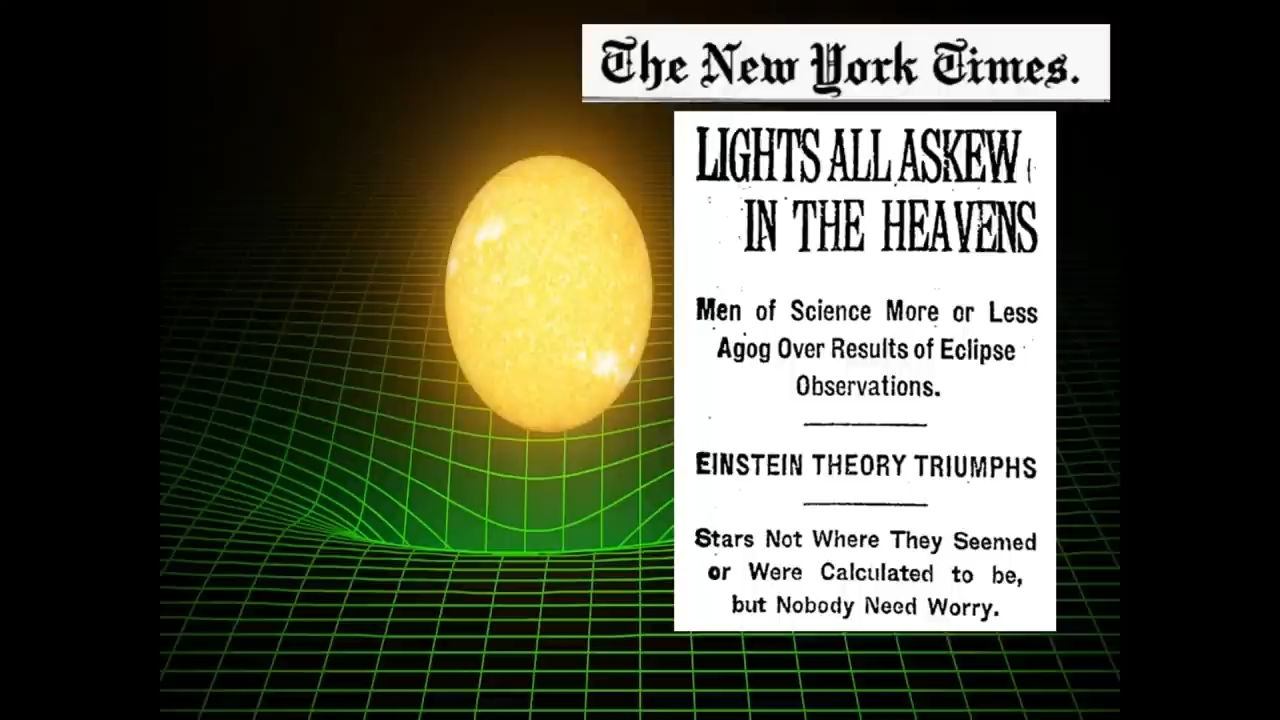 The New York Times.
LIGHTS ALL ASKEW
IN THE HEAVENS
Men of Science More or Less
Agog Over Results of Eclipse
Observations.
EINSTEIN THEORY TRIUMPHS
Stars Not Where They Seemed
or Were Calculated to be,
but Nobody Need Worry.